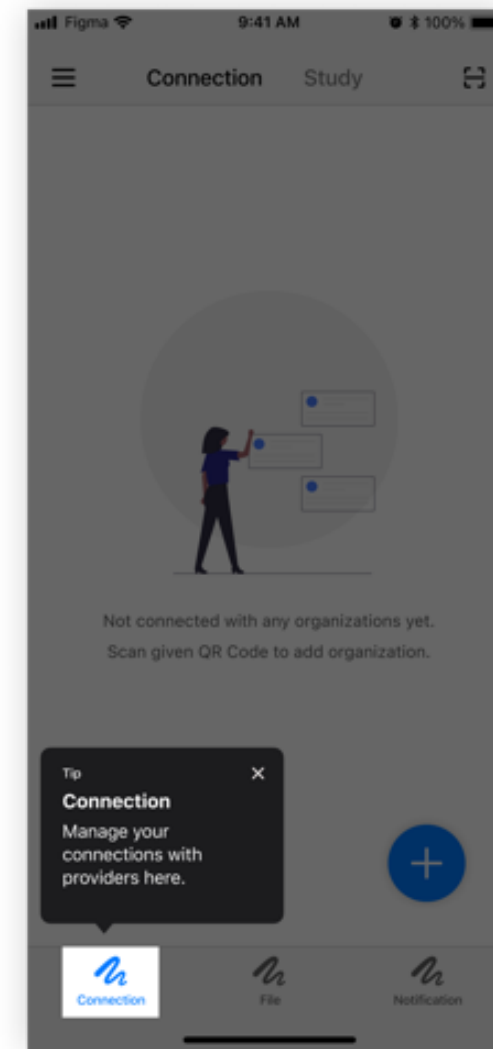 Figma 9:41 AM 100%
Connection Study
Not connected with any organizations yet.
Scan given QR Code to add organization.
Tip
Connection
Manage your
connections with
providers here.
Connection File Notification